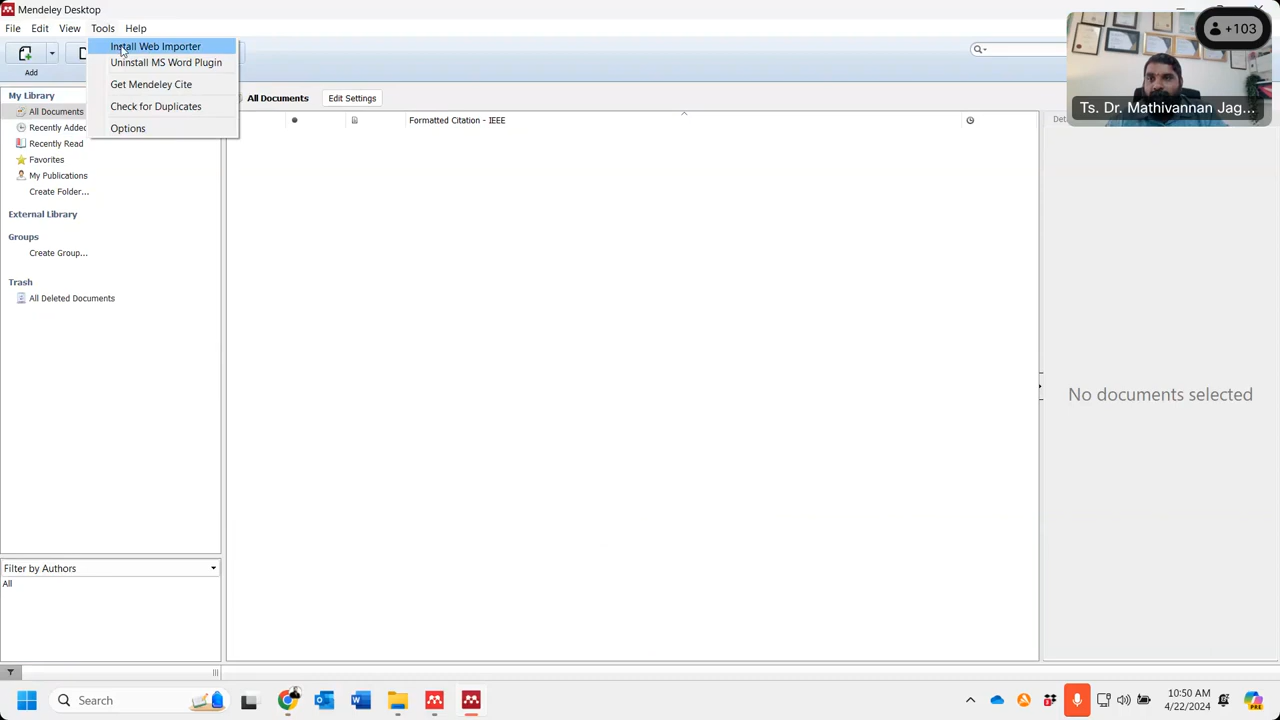 Mendeley Desktop
File Edit View Tools Help
+103
Install Web Importer
Uninstall MS Word Plugin
Get Mendeley Cite
Check for Duplicates
Options
Add
My Library
All Documents
Recently Added
Recently Read
Favorites
My Publications
Create Folder...
External Library
Groups
Create Group...
Trash
All Deleted Documents
All Documents
Edit Settings
Formatted Citation - IEEE
Ts. Dr. Mathivannan Jag...
No documents selected
Filter by Authors
All
Search
10:50 AM
4/22/2024